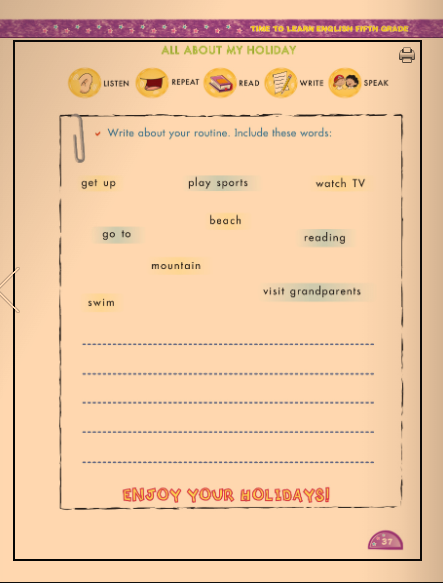 TIME TO LEARN ENGLISH FIFTH GRADE
ALL ABOUT MY HOLIDAY
LISTEN REPEAT READ WRITE SPEAK
Write about your routine. Include these words:
get up play sports watch TV
beach
go to reading
mountain
visit grandparents
swim
ENJOY YOUR HOLIDAYS!
37